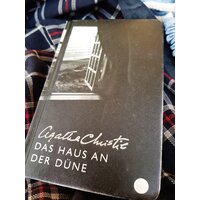 Agatha Christie
DAS HAUS AN
DER DÜNE